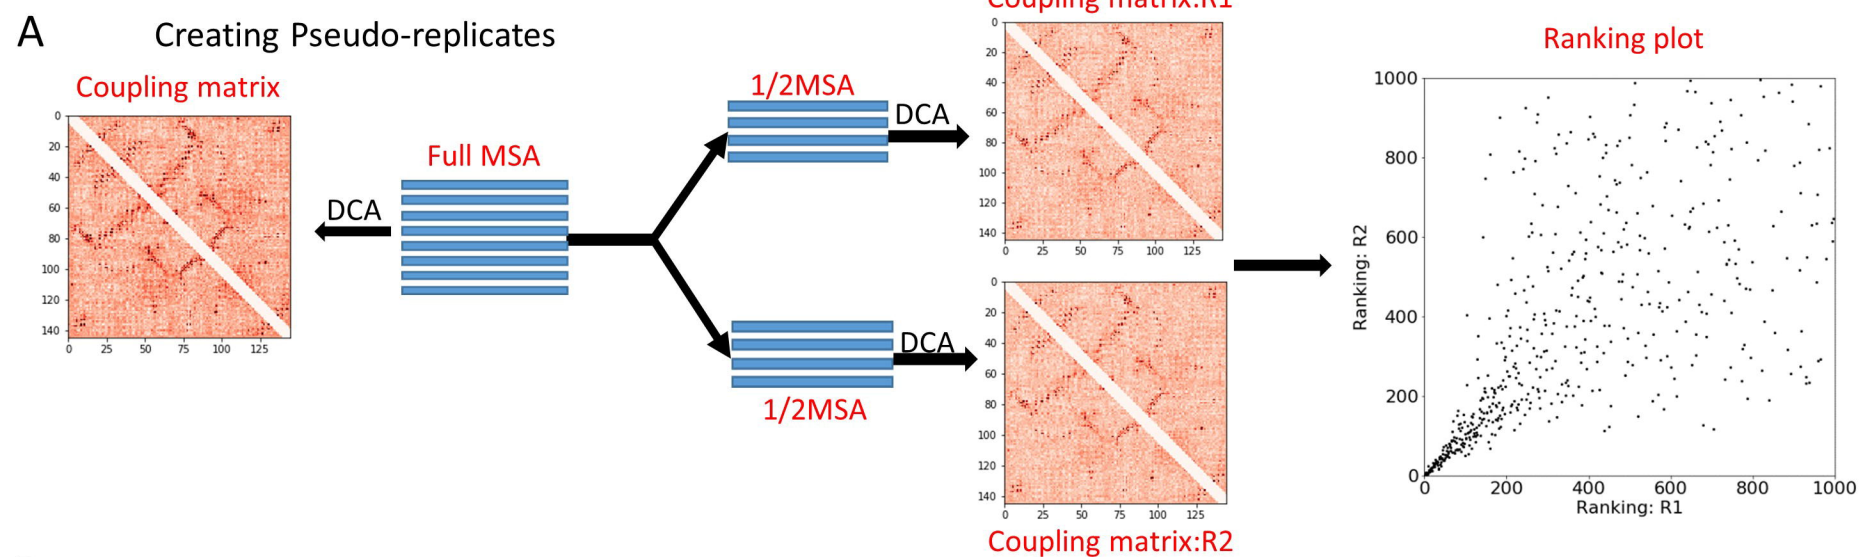 A
Creating Pseudo-replicates
Coupling matrix
0
20
40
60
80
100
120
140
0 25 50 75 100 125
DCA
Full MSA
1/2MSA
DCA
1/2MSA
DCA
Coupling matrix:R1
0
20
40
60
80
100
120
140
0 25 50 75 100 125
0
20
40
60
80
100
120
140
0 25 50 75 100 125
Coupling matrix:R2
Ranking plot
1000
800
600
400
200
0
Ranking: R2
0 200 400 600 800 1000
Ranking: R1